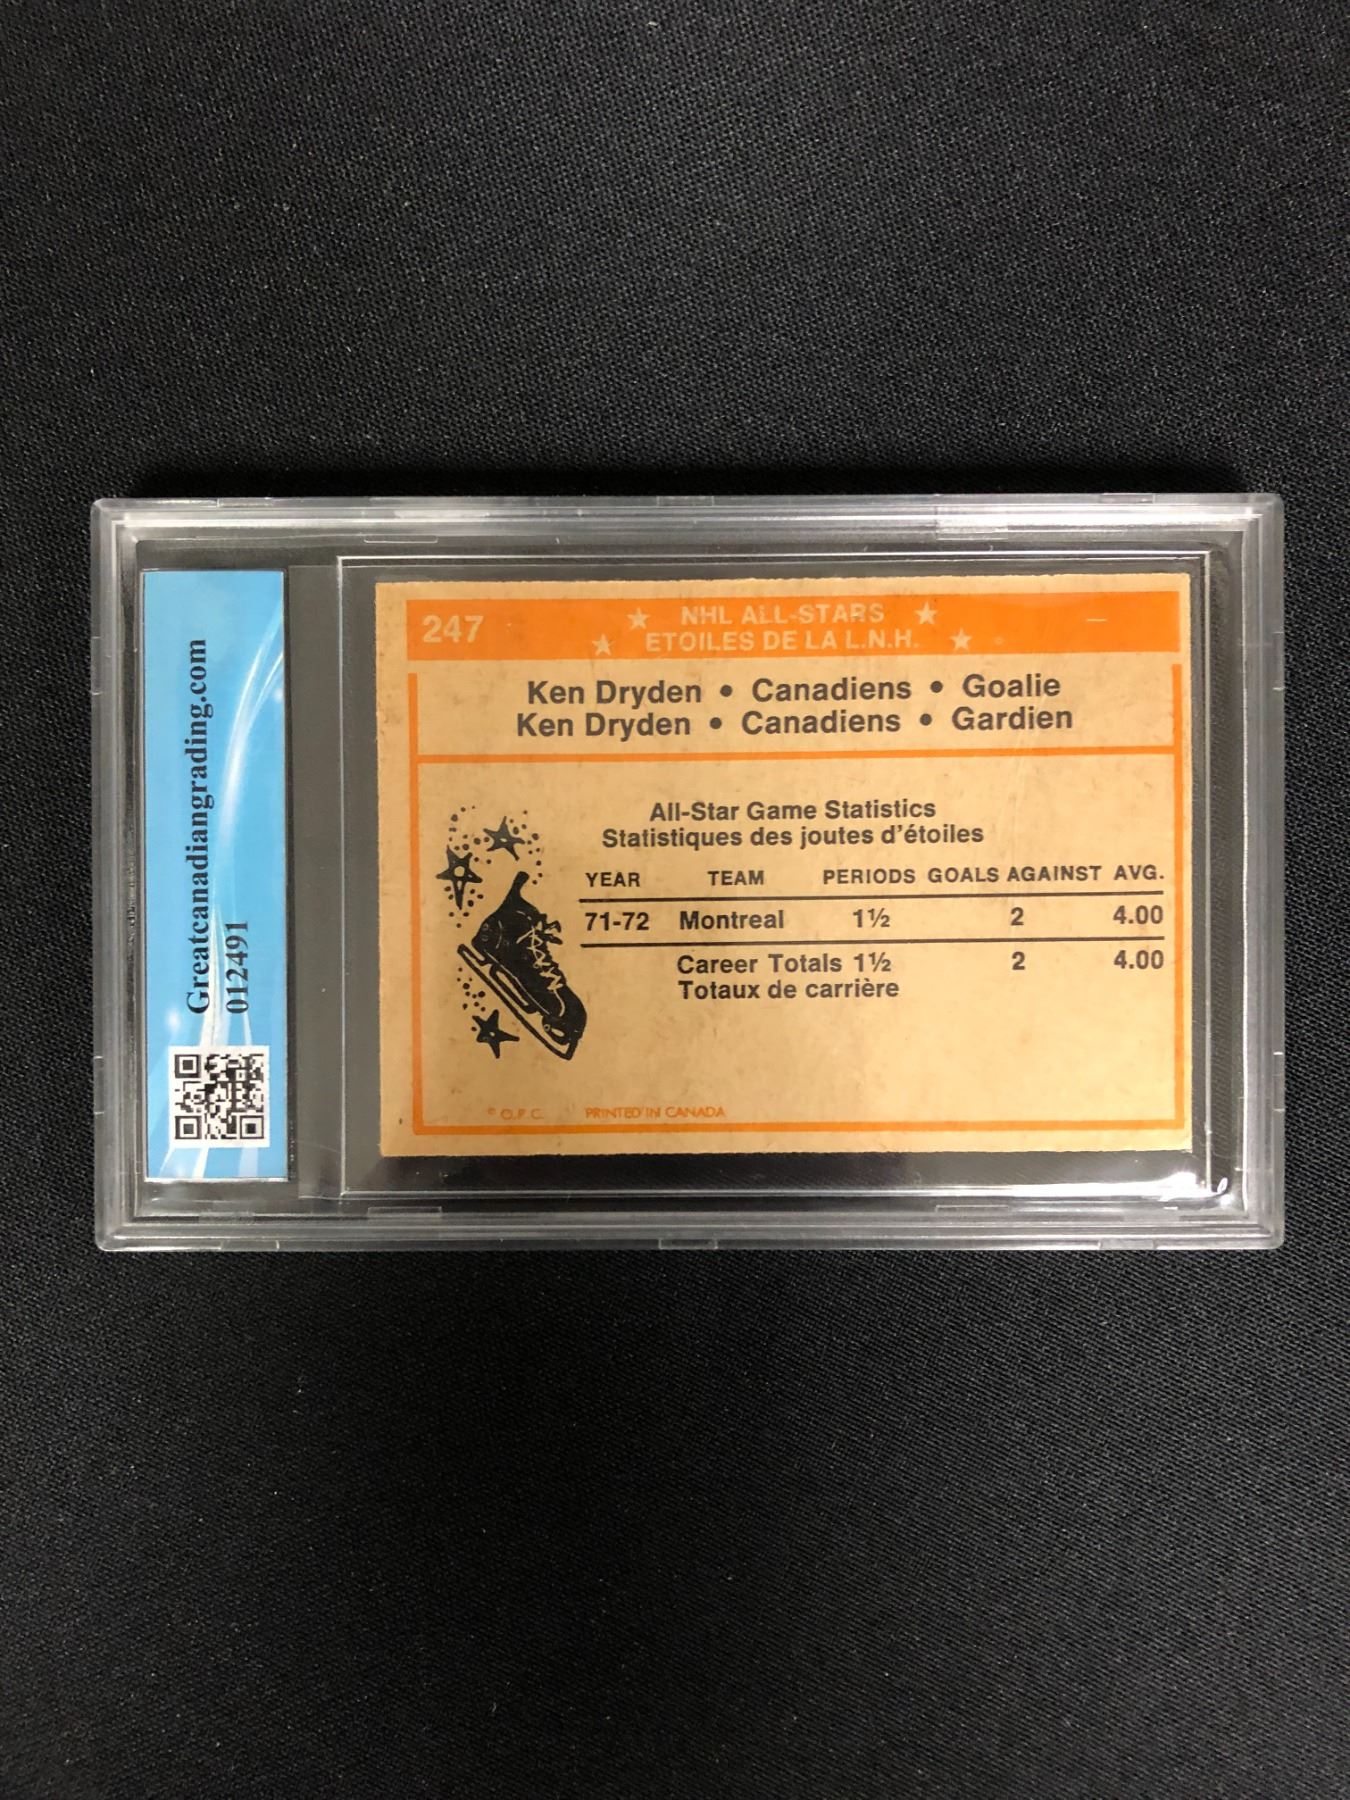 Greatcanadiangrading.com
012491
247
NHL ALL-STARS
ETOILES DE LA L.N.H.
Ken Dryden • Canadiens • Goalie
Ken Dryden • Canadiens • Gardien
All-Star Game Statistics
Statistiques des joutes d'étoiles
YEAR TEAM PERIODS GOALS AGAINST AVG.
71-72 Montreal 1½ 2 4.00
Career Totals 1½ 2 4.00
Totaux de carrière
© O.P.C. PRINTED IN CANADA